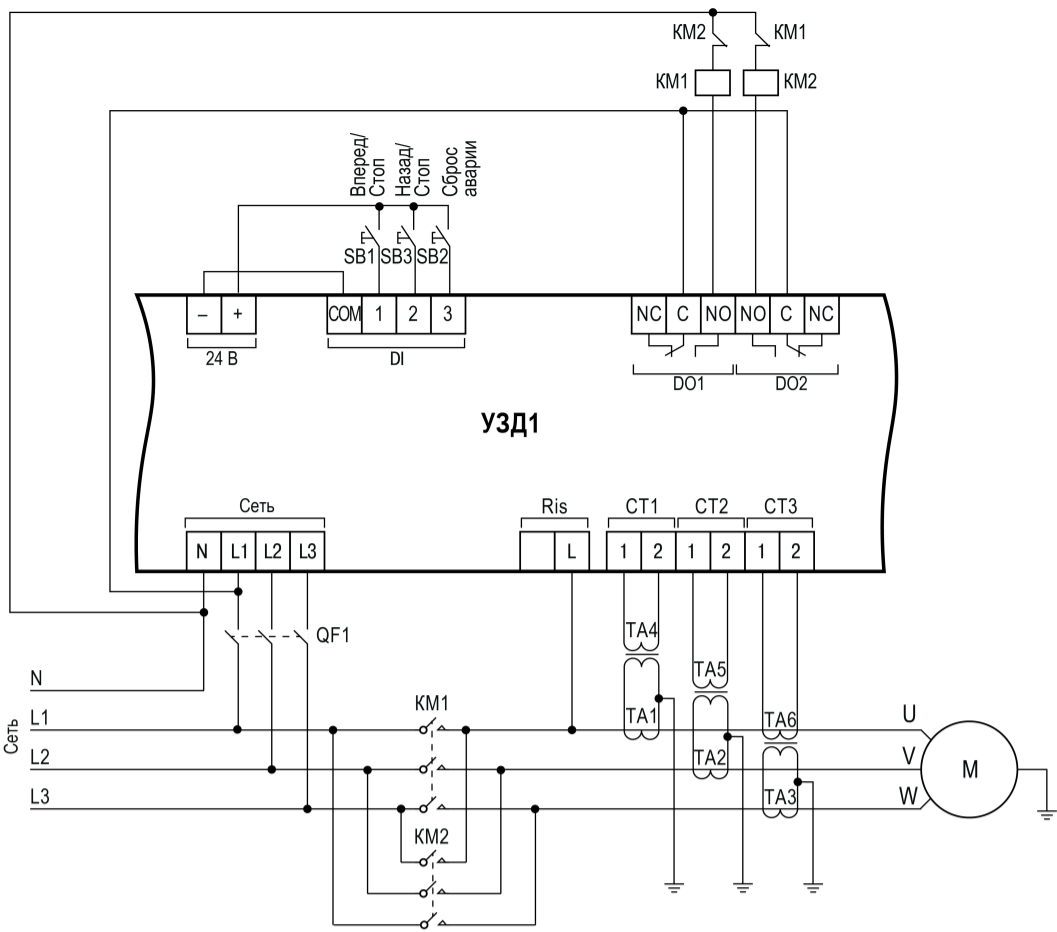 КМ2
КМ1
КМ1
КМ2
Вперед/
Стоп
Назад/
Стоп
Сброс
аварии
SB1
SB3
SB2
–
+
COM
1
2
3
NC
C
NO
NO
C
NC
24 В
DI
DO1
DO2
УЗД1
Сеть
Ris
CT1
CT2
CT3
N
L1
L2
L3
L
1
2
1
2
1
2
QF1
TA4
TA5
TA1
TA6
TA2
TA3
N
Сеть
L1
L2
L3
КМ1
КМ2
U
V
W
М